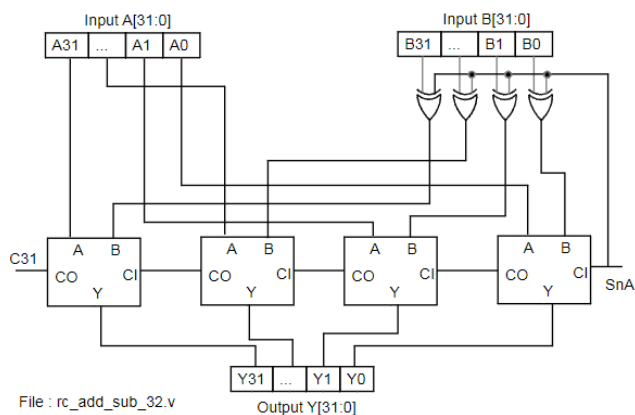 Input A[31:0] Input B[31:0]
A31 ... A1 A0 B31 ... B1 B0
A B A B A B A B
C31 CO CI CO CI CO CI CO CI
Y Y Y Y SnA
Y31 ... Y1 Y0
File : rc_add_sub_32.v
Output Y[31:0]